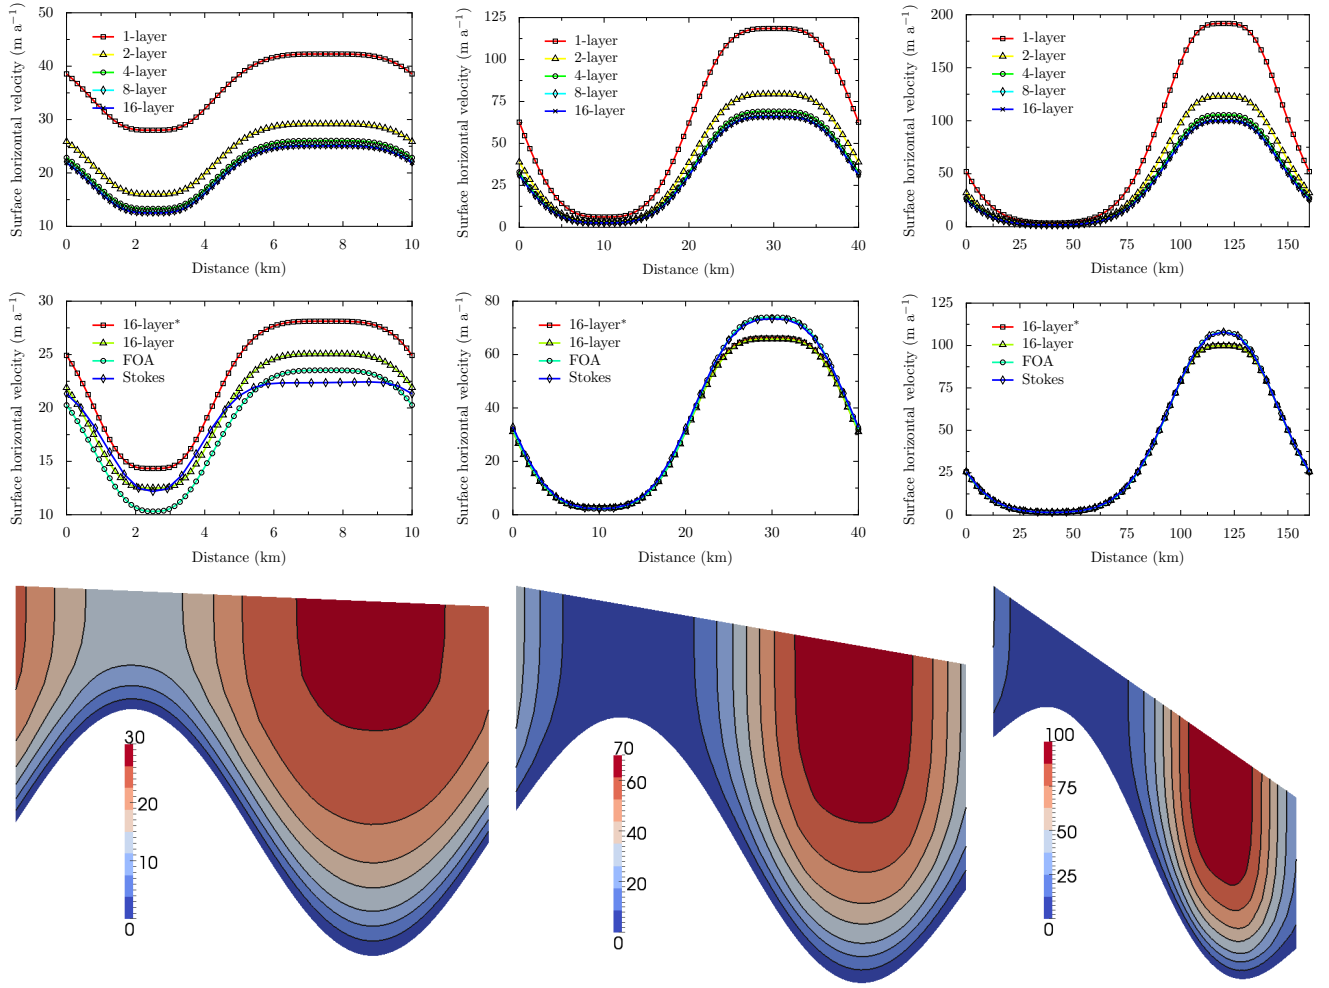 Surface horizontal velocity (m a⁻¹)
50
40
30
20
10
1-layer
2-layer
4-layer
8-layer
16-layer
0 2 4 6 8 10
Distance (km)
Surface horizontal velocity (m a⁻¹)
125
100
75
50
25
0
1-layer
2-layer
4-layer
8-layer
16-layer
0 10 20 30 40
Distance (km)
Surface horizontal velocity (m a⁻¹)
200
150
100
50
0
1-layer
2-layer
4-layer
8-layer
16-layer
0 25 50 75 100 125 150
Distance (km)
Surface horizontal velocity (m a⁻¹)
30
25
20
15
10
16-layer*
16-layer
FOA
Stokes
0 2 4 6 8 10
Distance (km)
Surface horizontal velocity (m a⁻¹)
80
60
40
20
0
16-layer*
16-layer
FOA
Stokes
0 10 20 30 40
Distance (km)
Surface horizontal velocity (m a⁻¹)
125
100
75
50
25
0
16-layer*
16-layer
FOA
Stokes
0 25 50 75 100 125 150
Distance (km)
30
20
10
0
70
60
40
20
0
100
75
50
25
0